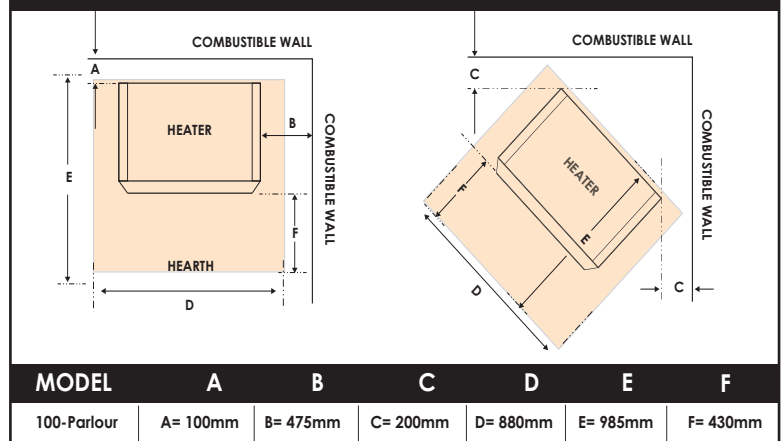 COMBUSTIBLE WALL
A
HEATER
B
COMBUSTIBLE WALL
E
F
HEARTH
D
COMBUSTIBLE WALL
C
COMBUSTIBLE WALL
HEATER
F
E
D
C
MODEL A B C D E F
100-Parlour A= 100mm B= 475mm C= 200mm D= 880mm E= 985mm F= 430mm